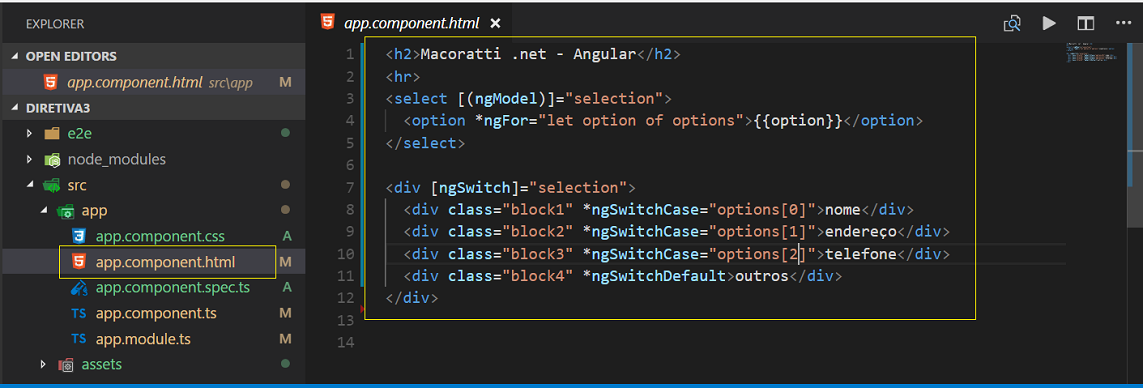 EXPLORER
OPEN EDITORS
app.component.html src\app M
DIRETIVA3
e2e
node_modules
src
app
app.component.css A
app.component.html M
app.component.spec.ts A
TS app.component.ts M
TS app.module.ts M
assets
app.component.html ×
1 <h2>Macoratti .net - Angular</h2>
2 <hr>
3 <select [(ngModel)]="selection">
4 <option *ngFor="let option of options">{{option}}</option>
5 </select>
6
7 <div [ngSwitch]="selection">
8 <div class="block1" *ngSwitchCase="options[0]">nome</div>
9 <div class="block2" *ngSwitchCase="options[1]">endereço</div>
10 <div class="block3" *ngSwitchCase="options[2]">telefone</div>
11 <div class="block4" *ngSwitchDefault>outros</div>
12 </div>
13
14